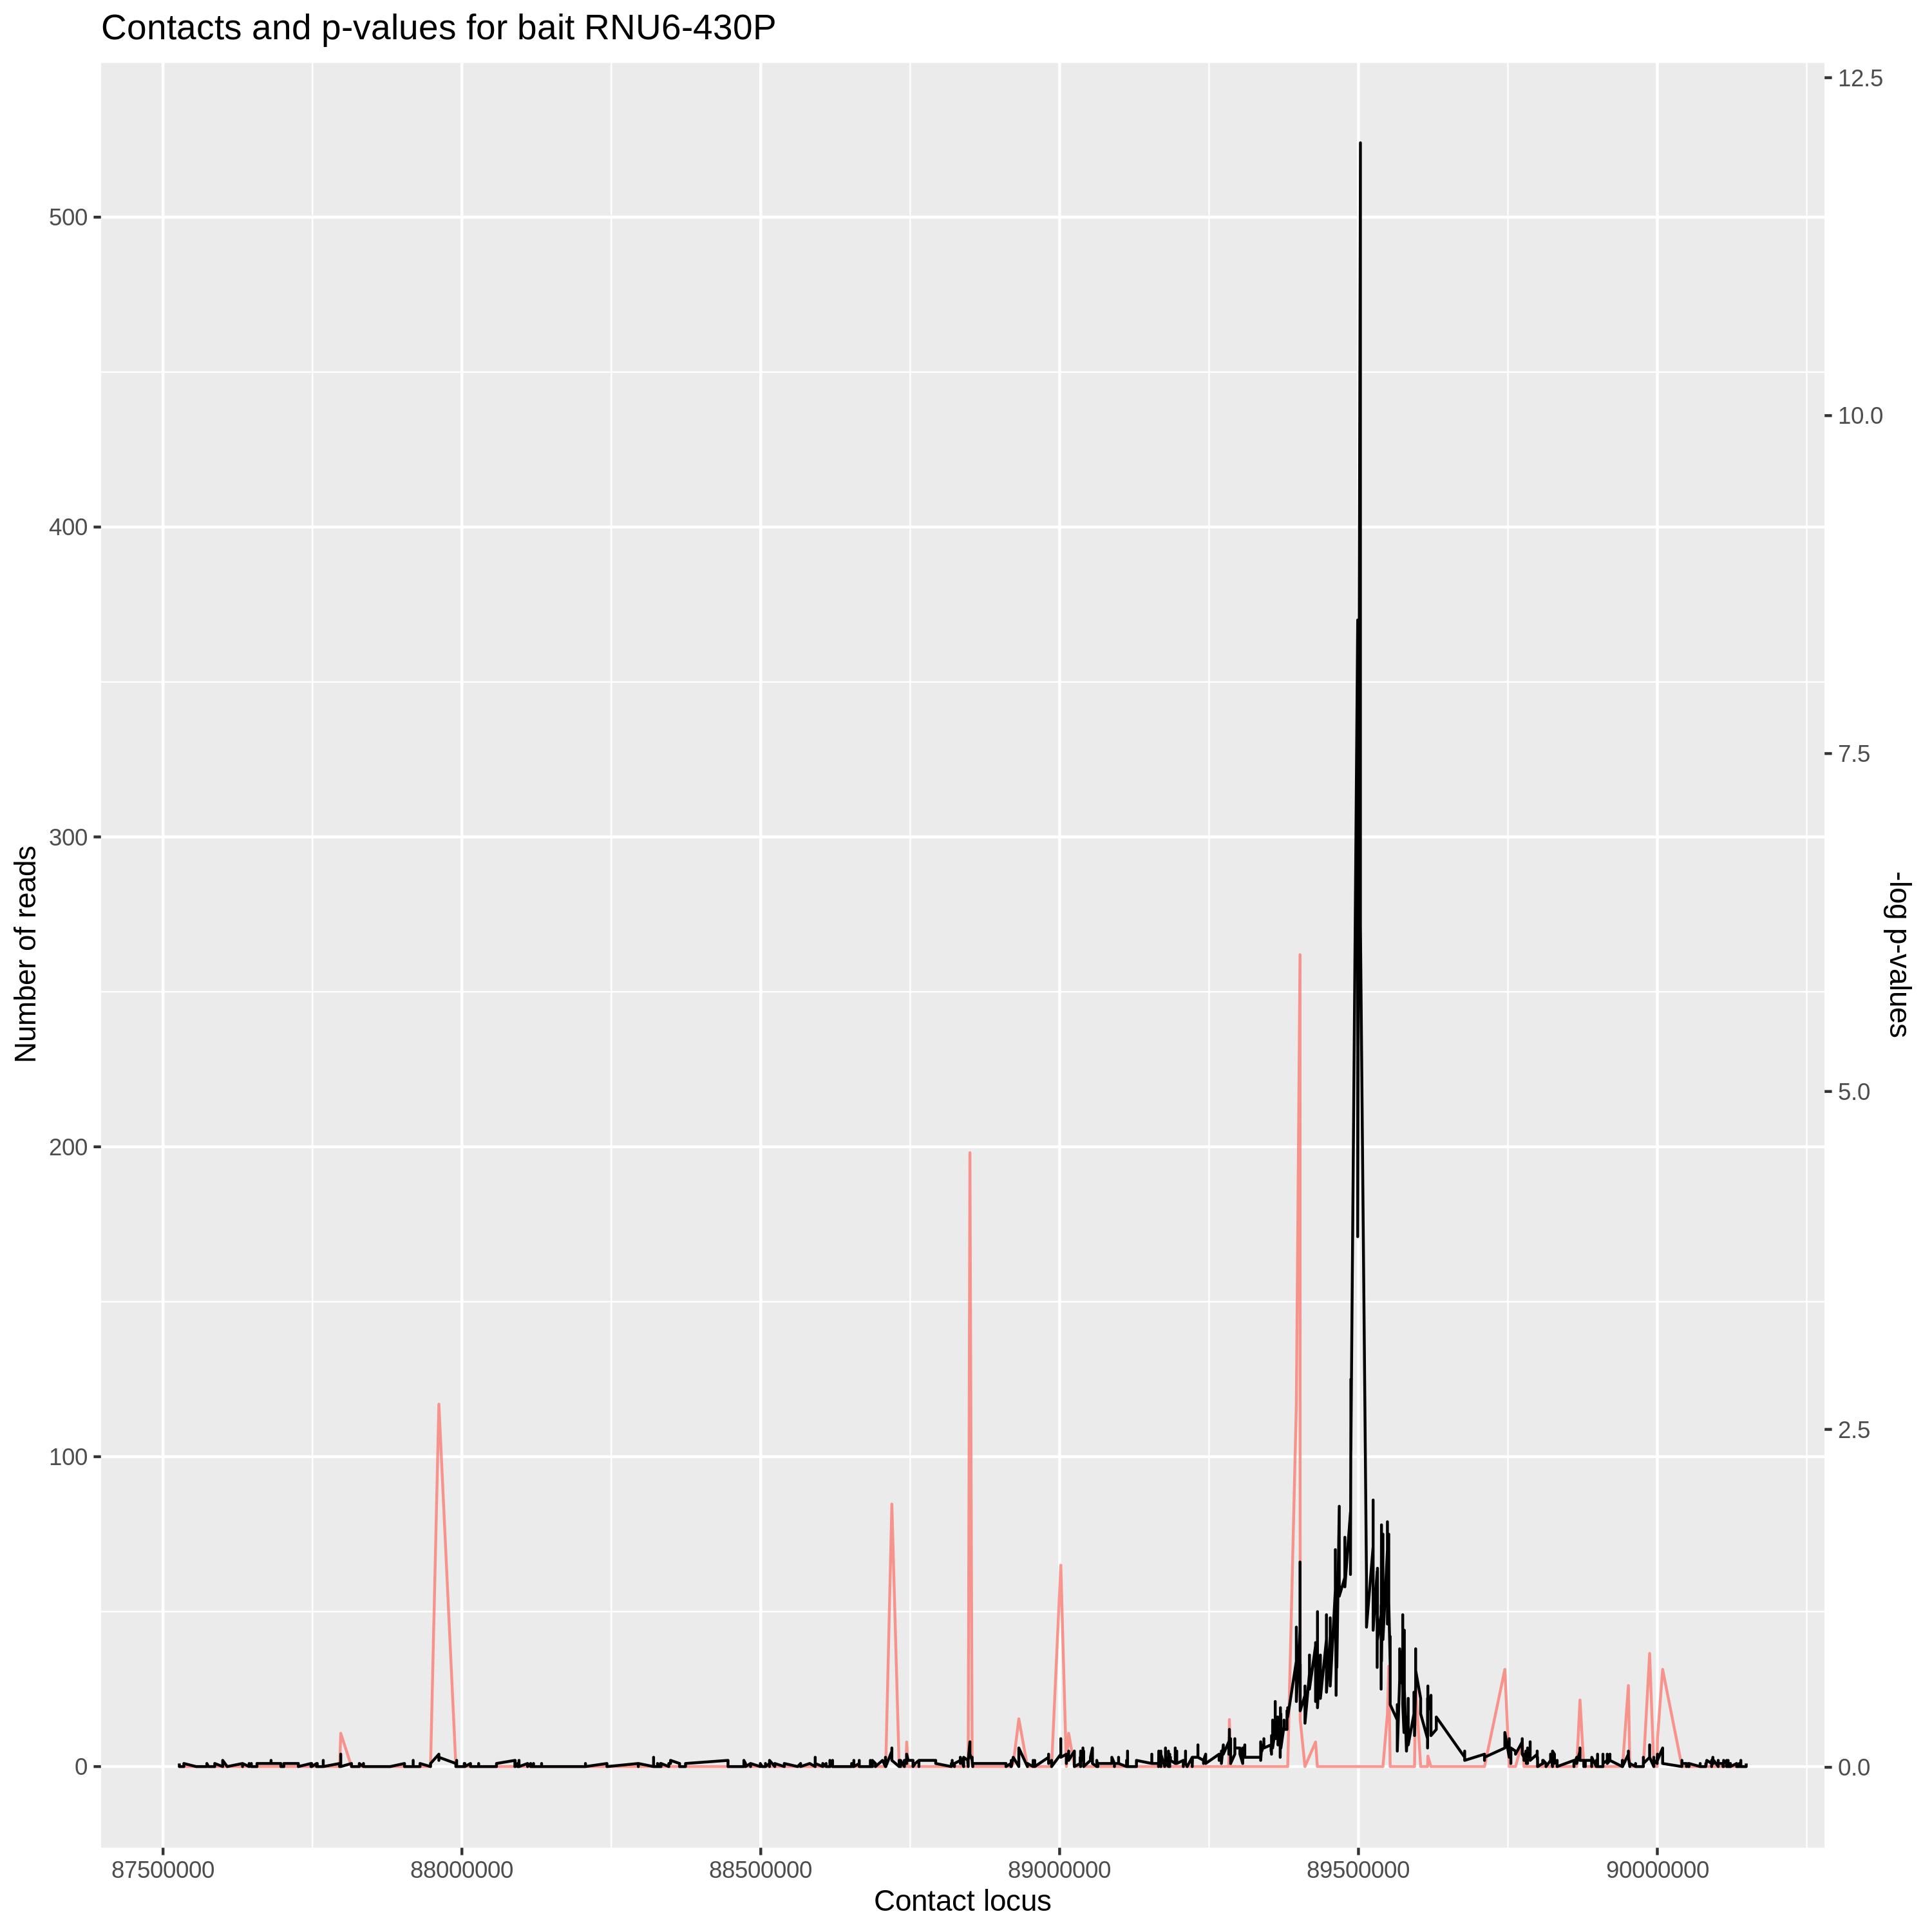 Contacts and p-values for bait RNU6-430P
12.5
500
10.0
400
7.5
300
Number of reads
-log p-values
5.0
200
2.5
100
0
0.0
87500000 88000000 88500000 89000000 89500000 90000000
Contact locus